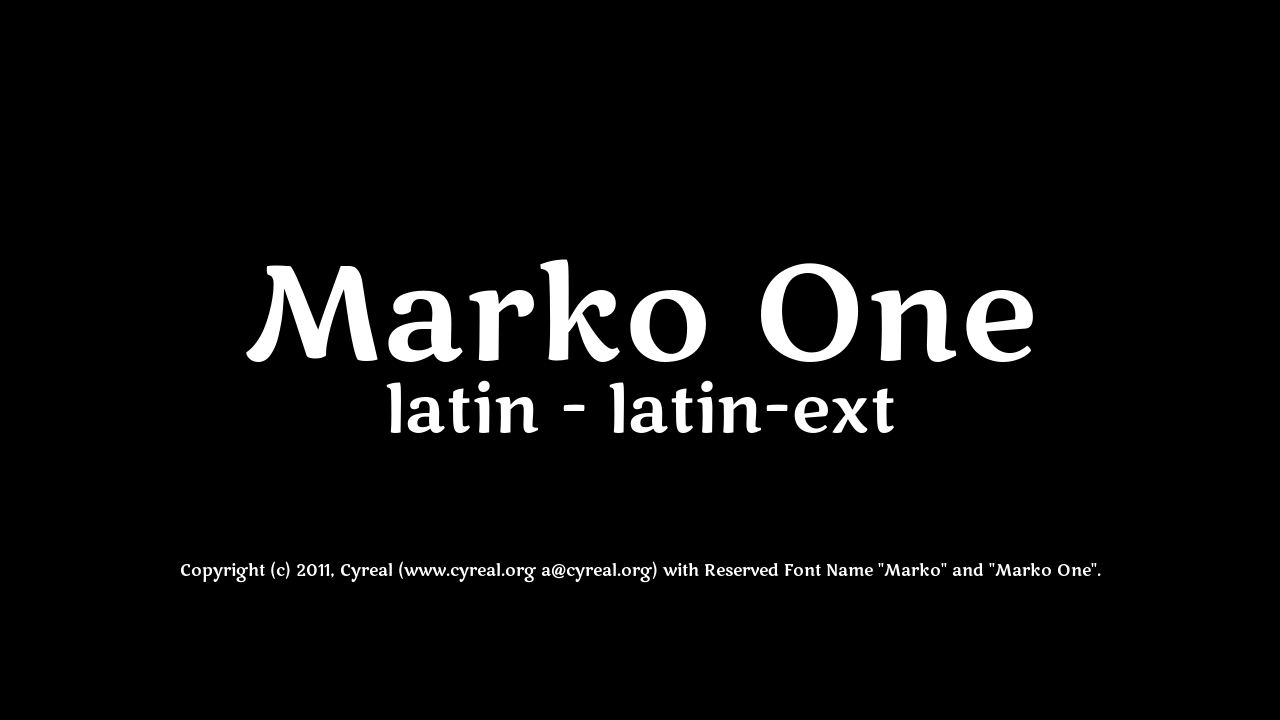 Marko One
latin - latin-ext
Copyright (c) 2011, Cyreal (www.cyreal.org a@cyreal.org) with Reserved Font Name "Marko" and "Marko One".